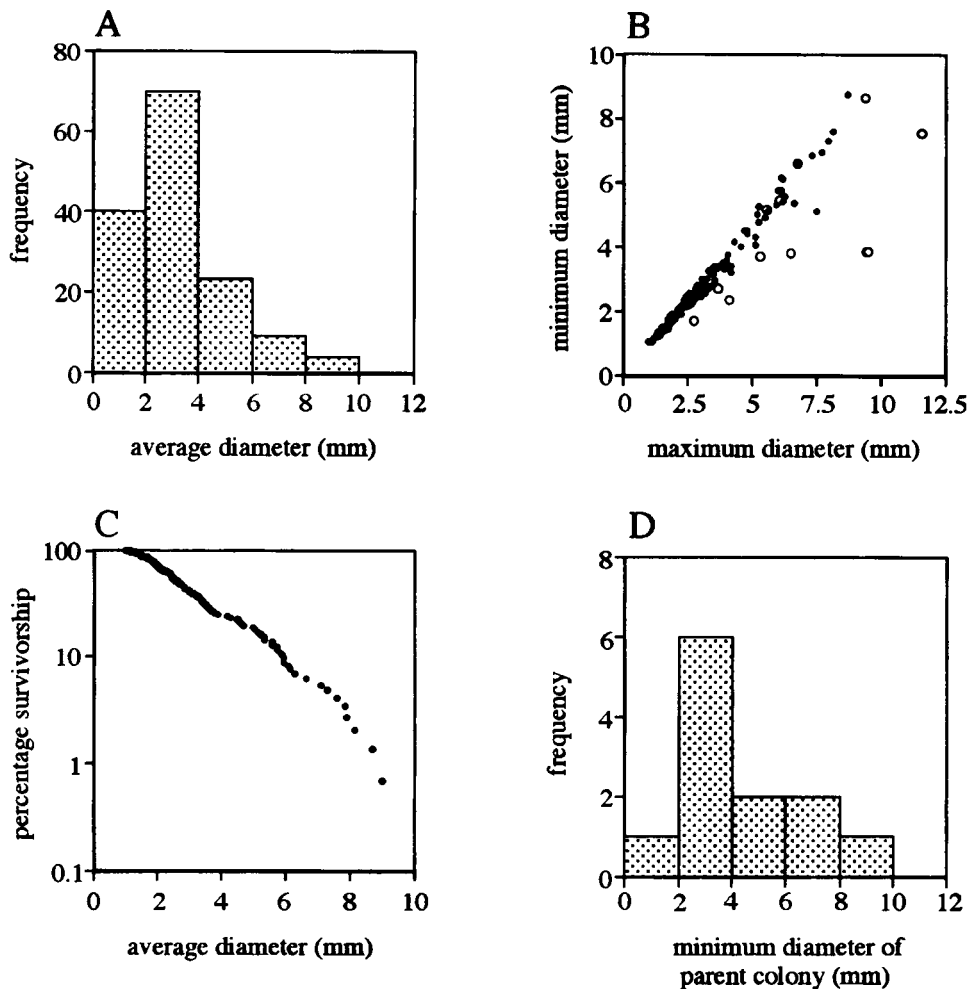 A
80
60
40
20
0
frequency
0 2 4 6 8 10 12
average diameter (mm)
B
10
8
6
4
2
0
minimum diameter (mm)
0 2.5 5 7.5 10 12.5
maximum diameter (mm)
C
100
10
1
0.1
percentage survivorship
0 2 4 6 8 10
average diameter (mm)
D
8
6
4
2
0
frequency
0 2 4 6 8 10 12
minimum diameter of
parent colony (mm)